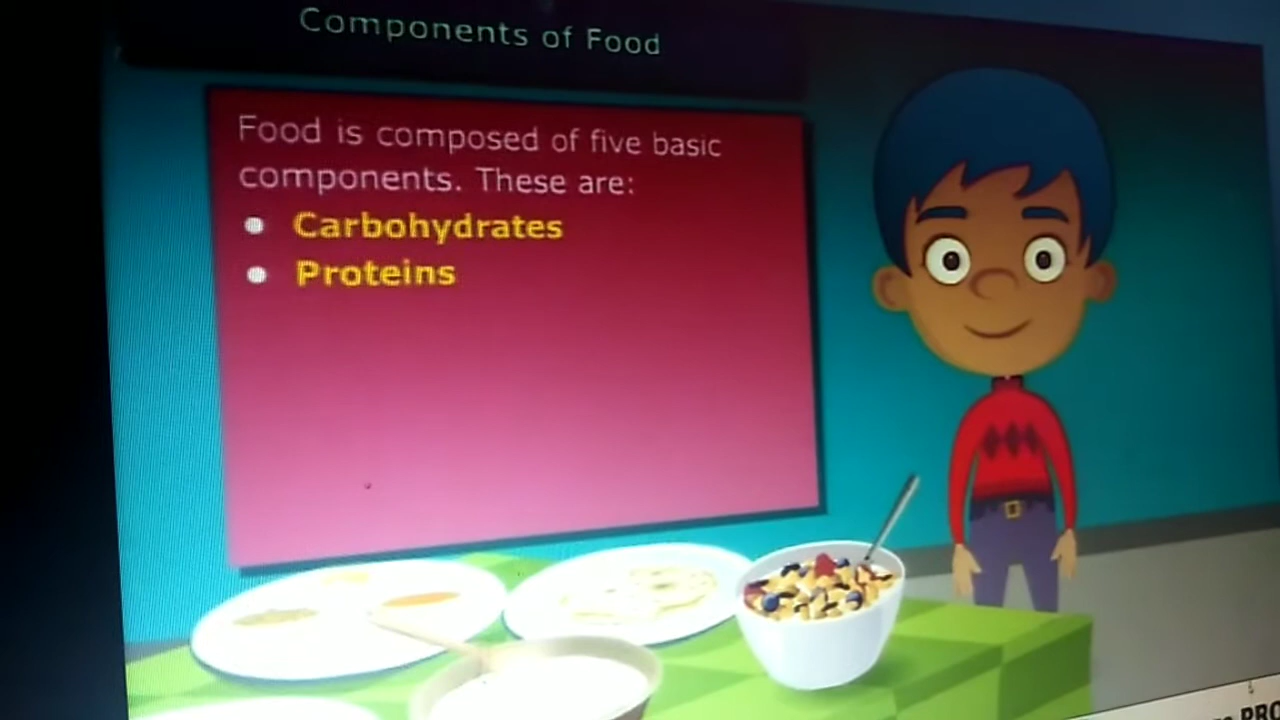 Components of Food
Food is composed of five basic
components. These are:
• Carbohydrates
• Proteins